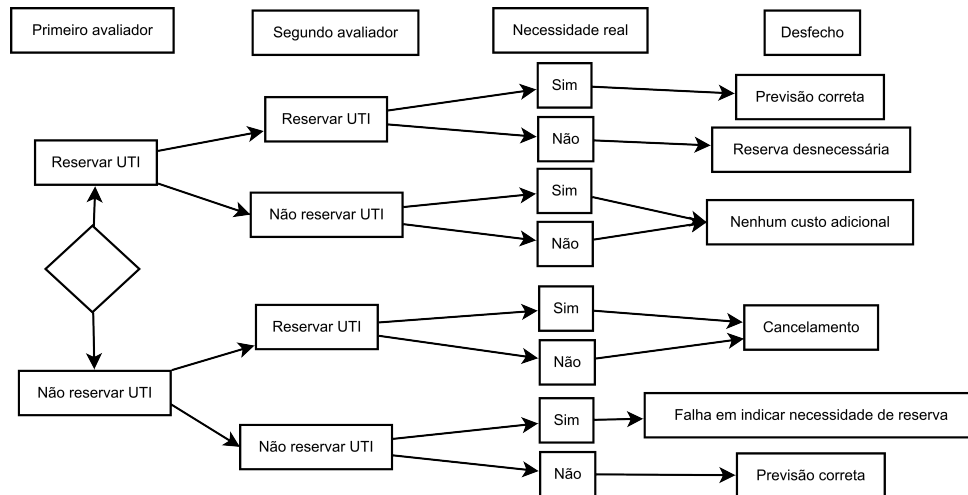 Primeiro avaliador
Segundo avaliador
Necessidade real
Desfecho
Reservar UTI
Reservar UTI
Sim
Previsão correta
Não
Reserva desnecessária
Não reservar UTI
Sim
Não
Nenhum custo adicional
Não reservar UTI
Reservar UTI
Sim
Não
Cancelamento
Não reservar UTI
Sim
Falha em indicar necessidade de reserva
Não
Previsão correta